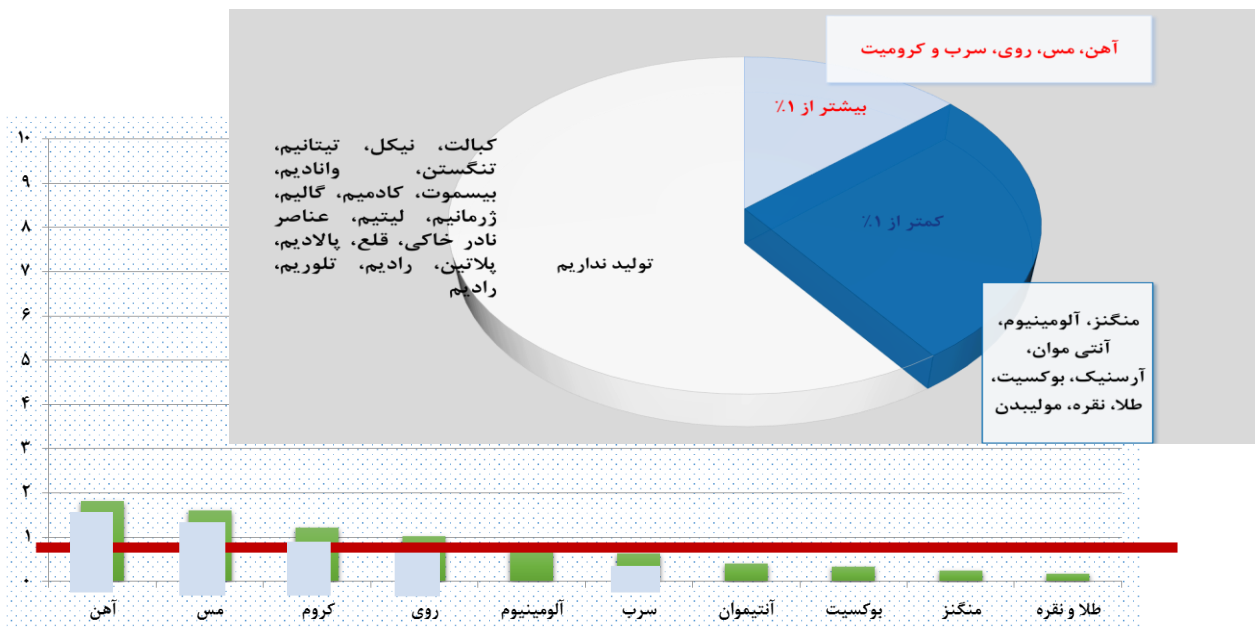 آهن، مس، روی، سرب و کرومیت
بیشتر از ۱٪
کمتر از ۱٪
تولید نداریم
کبالت، نیکل، تیتانیم،
تنگستن، وانادیم،
بیسموت، کادمیم، گالیم،
ژرمانیم، لیتیم، عناصر
نادر خاکی، قلع، پالادیم،
پلاتین، رادیم، تلوریم،
رادیم
منگنز، آلومینیوم،
آنتی موان،
آرسنیک، بوکسیت،
طلا، نقره، مولیبدن
۱۰
۹
۸
۷
۶
۵
۴
۳
۲
۱
۰
آهن
مس
کروم
روی
آلومینیوم
سرب
آنتیموان
بوکسیت
منگنز
طلا و نقره